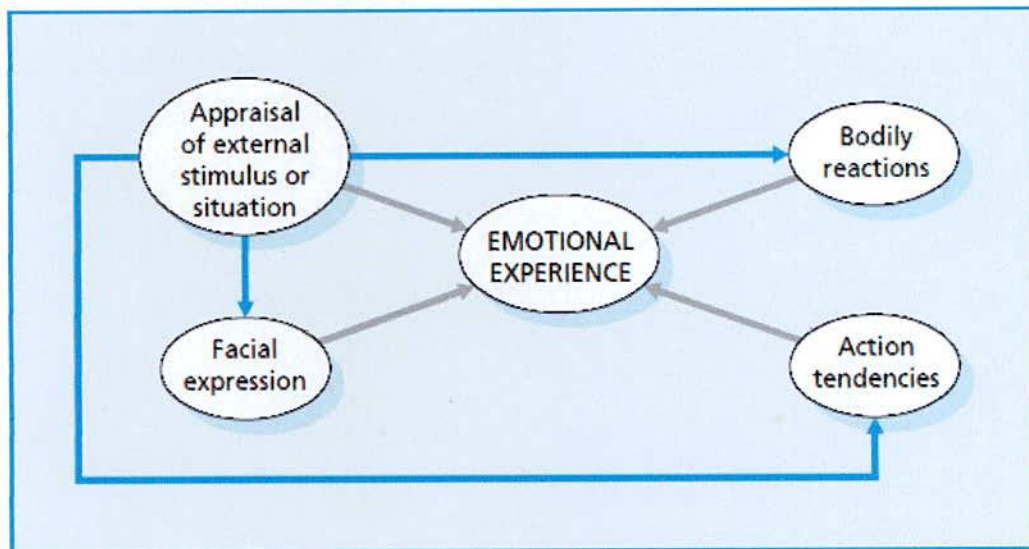 Appraisal
of external
stimulus or
situation
Bodily
reactions
EMOTIONAL
EXPERIENCE
Facial
expression
Action
tendencies